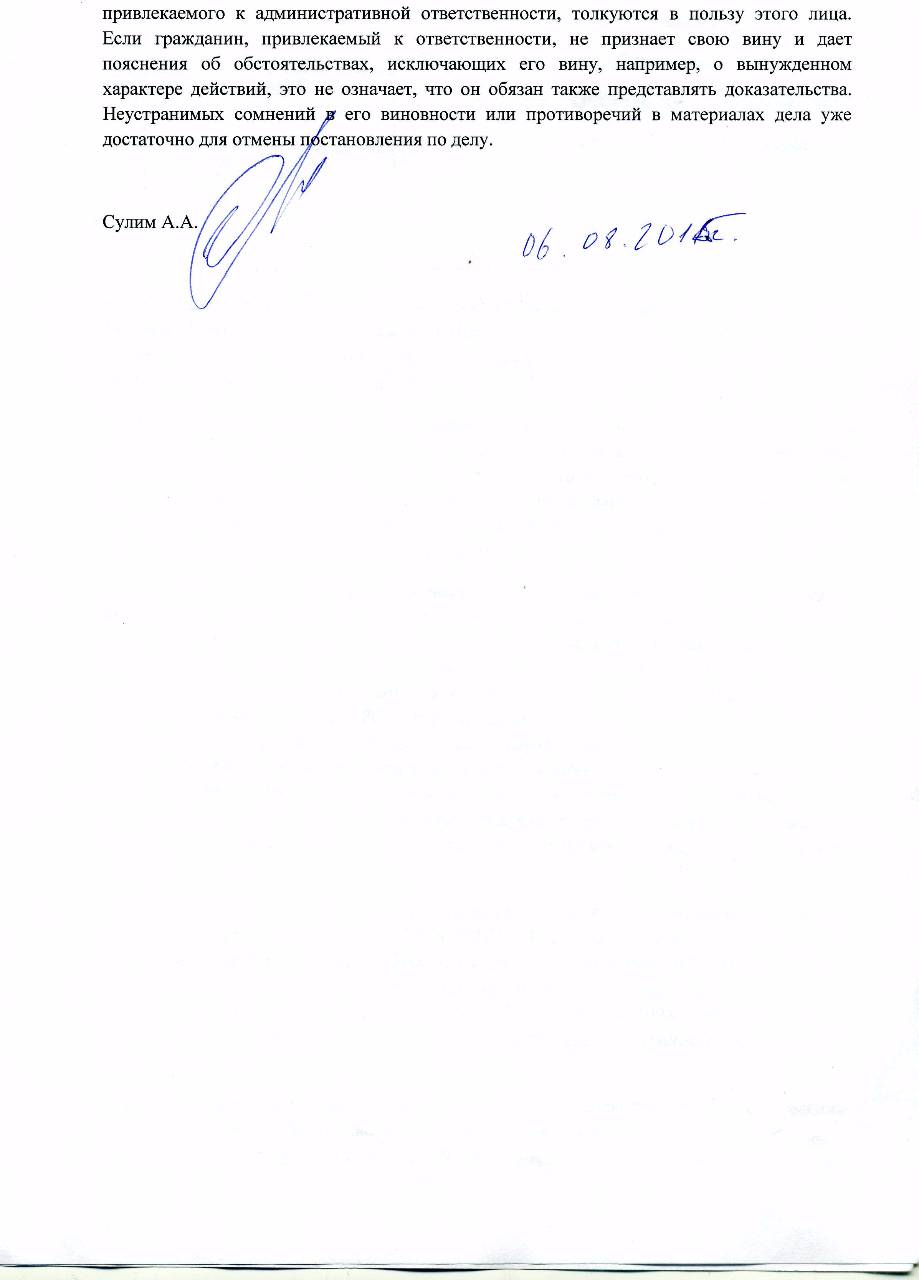 привлекаемого к административной ответственности, толкуются в пользу этого лица.
Если гражданин, привлекаемый к ответственности, не признает свою вину и дает
пояснения об обстоятельствах, исключающих его вину, например, о вынужденном
характере действий, это не означает, что он обязан также представлять доказательства.
Неустранимых сомнений в его виновности или противоречий в материалах дела уже
достаточно для отмены постановления по делу.
Сулим А.А.
06.08.